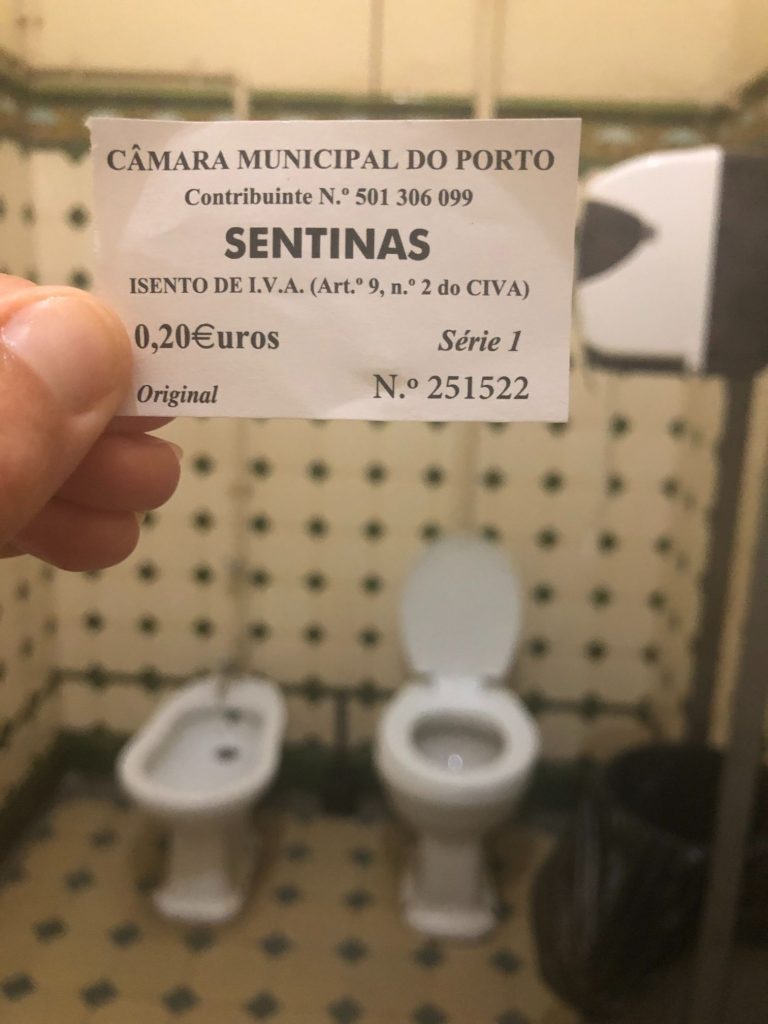 CÂMARA MUNICIPAL DO PORTO
Contribuinte N.º 501 306 099
SENTINAS
ISENTO DE I.V.A. (Art.º 9, n.º 2 do CIVA)
0,20€uros Série 1
Original N.º 251522